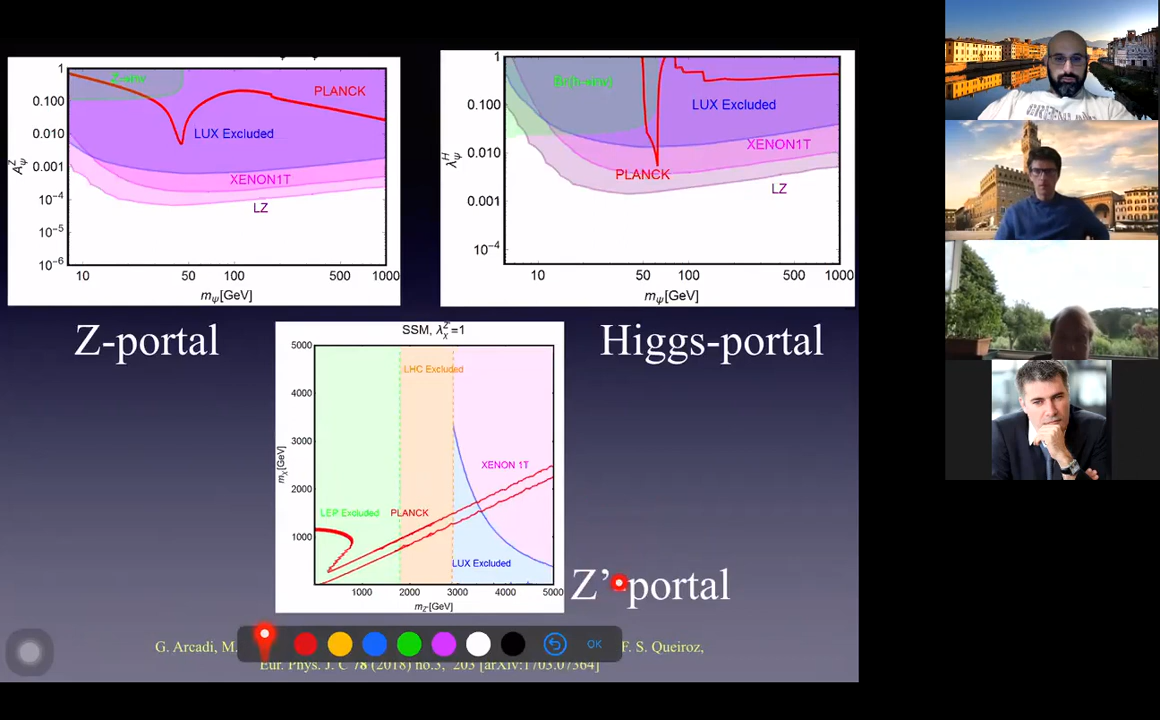 1
0.100
0.010
0.001
10⁻⁴
10⁻⁵
10⁻⁶
A_ψ^Z
Z→inv
PLANCK
LUX Excluded
XENON1T
LZ
10 50 100 500 1000
m_ψ[GeV]
Z-portal
1
0.100
0.010
0.001
10⁻⁴
λ_ψ^H
Br(h→inv)
LUX Excluded
XENON1T
PLANCK
LZ
10 50 100 500 1000
m_ψ[GeV]
Higgs-portal
SSM, λ_χ^Z'=1
5000
4000
3000
2000
1000
m_χ[GeV]
LHC Excluded
XENON 1T
LEP Excluded
PLANCK
LUX Excluded
1000 2000 3000 4000 5000
m_Z'[GeV]
Z' portal
G. Arcadi, M. F. S. Queiroz,
OK
Eur. Phys. J. C 78 (2018) no.3, 203 [arXiv:1703.07364]